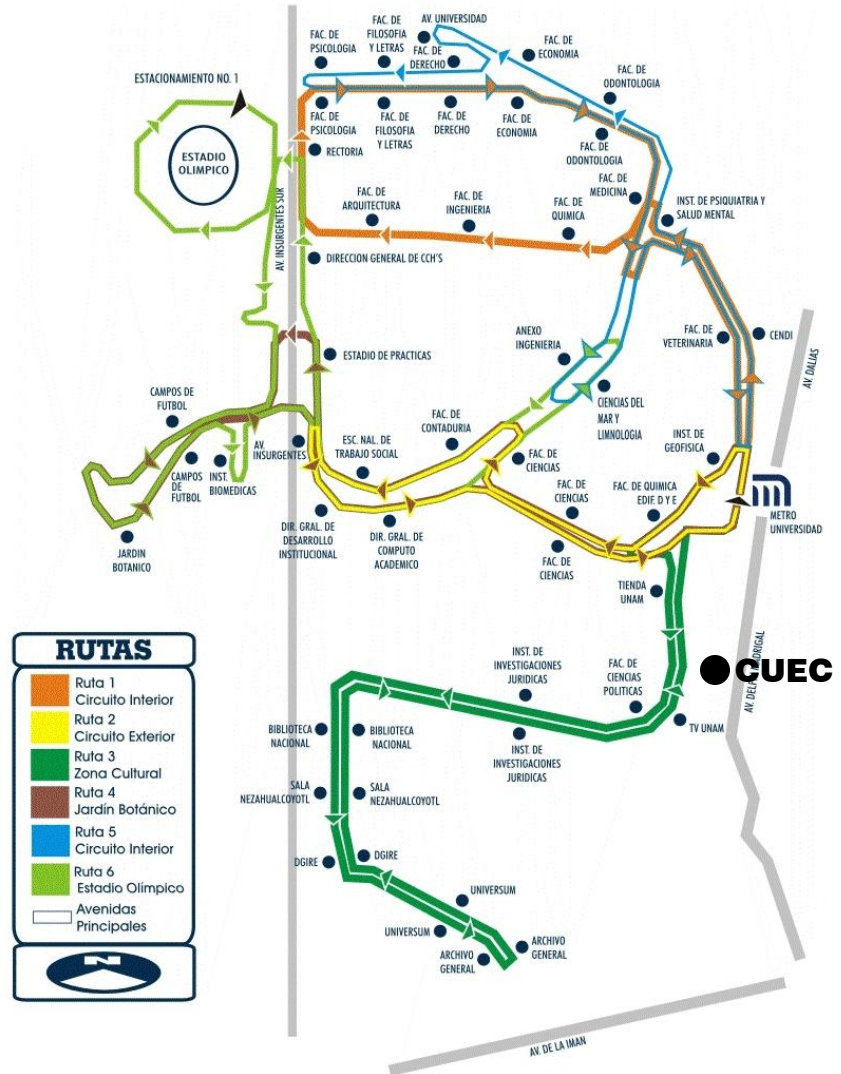 AV. UNIVERSIDAD
FAC. DE
PSICOLOGIA
FAC. DE
FILOSOFIA
Y LETRAS
FAC. DE
DERECHO
FAC. DE
ECONOMIA
ESTACIONAMIENTO NO. 1
FAC. DE
ODONTOLOGIA
FAC. DE
PSICOLOGIA
FAC. DE
FILOSOFIA
Y LETRAS
FAC. DE
DERECHO
FAC. DE
ECONOMIA
FAC. DE
ODONTOLOGIA
RECTORIA
ESTADIO
OLIMPICO
FAC. DE
MEDICINA
INST. DE PSIQUIATRIA Y
SALUD MENTAL
FAC. DE
ARQUITECTURA
FAC. DE
INGENIERIA
FAC. DE
QUIMICA
AV. INSURGENTES SUR
DIRECCION GENERAL DE CCH'S
ANEXO
INGENIERIA
FAC. DE
VETERINARIA
CENDI
AV. DALIAS
ESTADIO DE PRACTICAS
CAMPOS DE
FUTBOL
CIENCIAS DEL
MAR Y
LIMNOLOGIA
FAC. DE
CONTADURIA
AV.
INSURGENTES
ESC. NAL. DE
TRABAJO SOCIAL
INST. DE
GEOFISICA
CAMPOS
DE
FUTBOL
INST.
BIOMEDICAS
FAC. DE
CIENCIAS
FAC. DE
CIENCIAS
FAC. DE QUIMICA
EDIF. D Y E
METRO
UNIVERSIDAD
JARDIN
BOTANICO
DIR. GRAL. DE
DESARROLLO
INSTITUCIONAL
DIR. GRAL. DE
COMPUTO
ACADEMICO
FAC. DE
CIENCIAS
TIENDA
UNAM
RUTAS
Ruta 1
Circuito Interior
Ruta 2
Circuito Exterior
Ruta 3
Zona Cultural
Ruta 4
Jardín Botánico
Ruta 5
Circuito Interior
Ruta 6
Estadio Olímpico
Avenidas
Principales
N
INST. DE
INVESTIGACIONES
JURIDICAS
FAC. DE
CIENCIAS
POLITICAS
CUEC
TV UNAM
BIBLIOTECA
NACIONAL
BIBLIOTECA
NACIONAL
INST. DE
INVESTIGACIONES
JURIDICAS
SALA
NEZAHUALCOYOTL
SALA
NEZAHUALCOYOTL
DGIRE
DGIRE
UNIVERSUM
UNIVERSUM
ARCHIVO
GENERAL
ARCHIVO
GENERAL
AV. DE LA IMAN